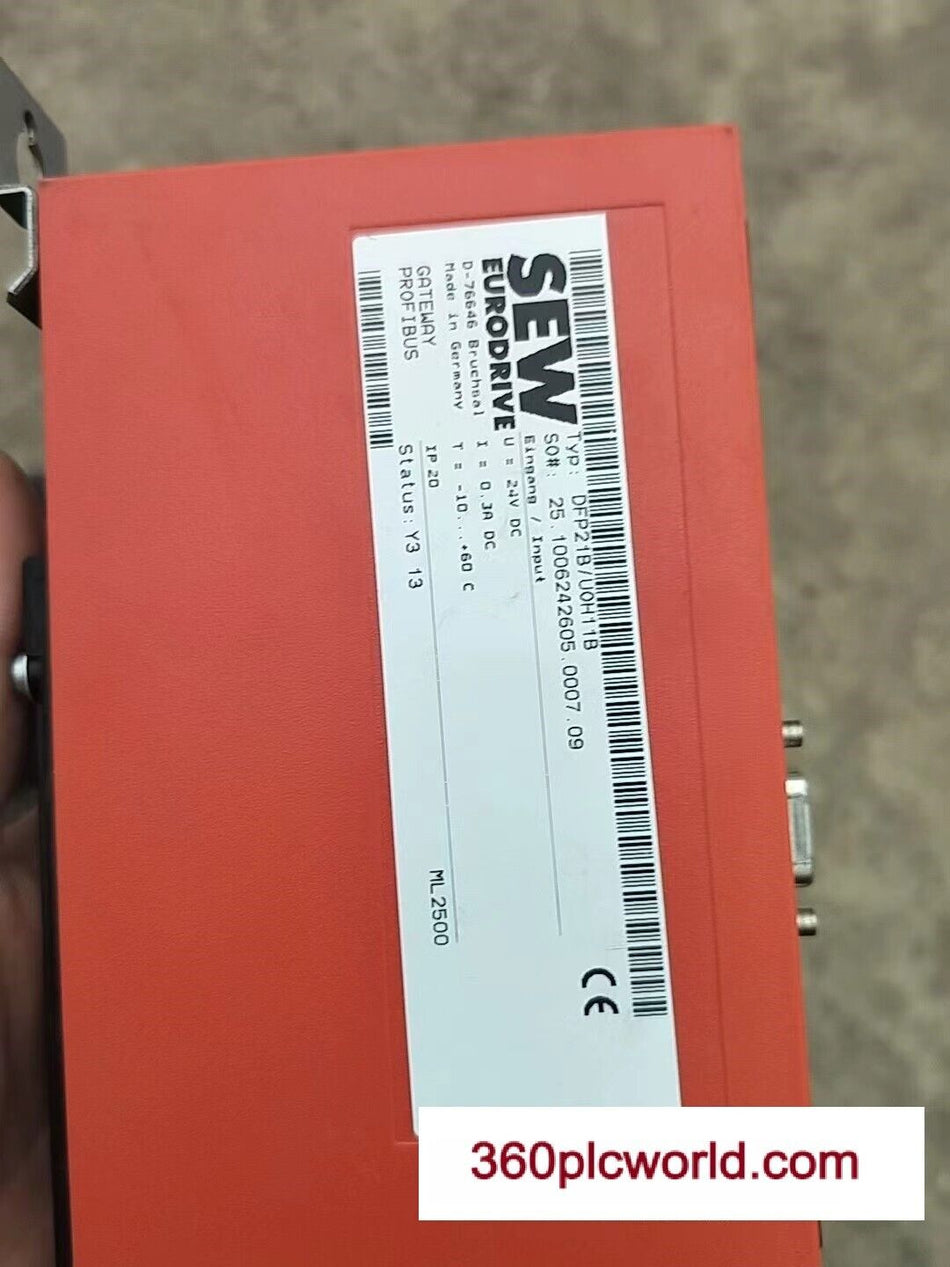 SEW
EURODRIVE
D-76646 Bruchsal
Made in Germany
GATEWAY
PROFIBUS
Typ: DFP21B/UOH11B
SO#: 25.1006242605.0007.09
Eingang / Input
U = 24V DC
I = 0.3A DC
T = -10...+60 C
IP 20
Status: Y3 13
ML2500
CE
360plcworld.com